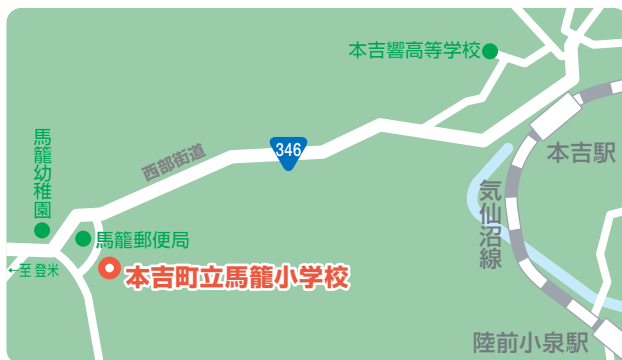 本吉響高等学校
346
西部街道
本吉駅
馬籠幼稚園
気仙沼線
馬籠郵便局
←至 登米
本吉町立馬籠小学校
陸前小泉駅